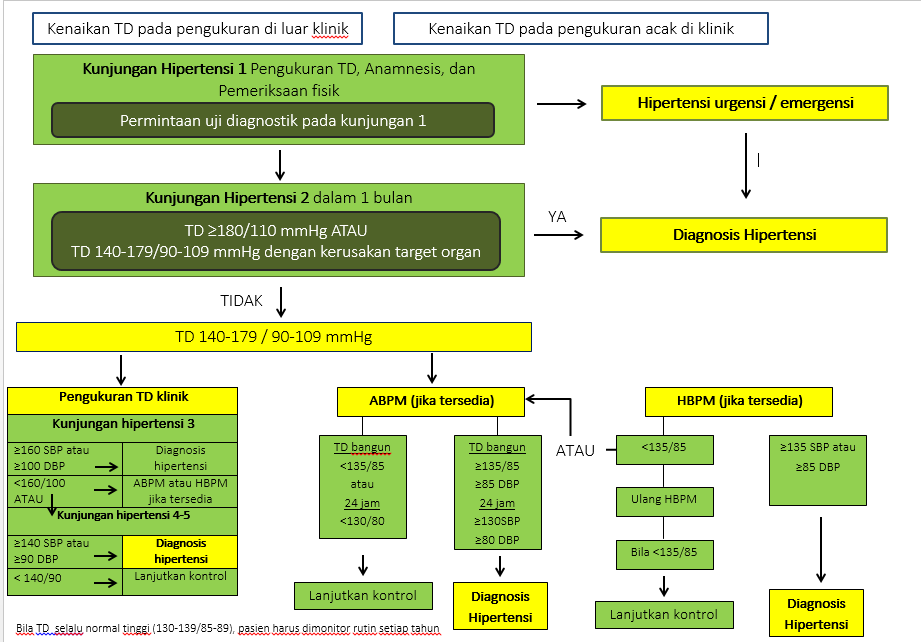 Kenaikan TD pada pengukuran di luar klinik
Kenaikan TD pada pengukuran acak di klinik
Kunjungan Hipertensi 1 Pengukuran TD, Anamnesis, dan
Pemeriksaan fisik
Permintaan uji diagnostik pada kunjungan 1
Hipertensi urgensi / emergensi
Kunjungan Hipertensi 2 dalam 1 bulan
TD ≥180/110 mmHg ATAU
TD 140-179/90-109 mmHg dengan kerusakan target organ
YA
Diagnosis Hipertensi
TIDAK
TD 140-179 / 90-109 mmHg
Pengukuran TD klinik
Kunjungan hipertensi 3
≥160 SBP atau
≥100 DBP
Diagnosis
hipertensi
<160/100
ATAU
ABPM atau HBPM
jika tersedia
Kunjungan hipertensi 4-5
≥140 SBP atau
≥90 DBP
Diagnosis
hipertensi
< 140/90
Lanjutkan kontrol
ABPM (jika tersedia)
TD bangun
<135/85
atau
24 jam
<130/80
Lanjutkan kontrol
TD bangun
≥135/85
≥85 DBP
24 jam
≥130SBP
≥80 DBP
Diagnosis
Hipertensi
ATAU
HBPM (jika tersedia)
<135/85
Ulang HBPM
Bila <135/85
Lanjutkan kontrol
≥135 SBP atau
≥85 DBP
Diagnosis
Hipertensi
Bila TD selalu normal tinggi (130-139/85-89), pasien harus dimonitor rutin setiap tahun